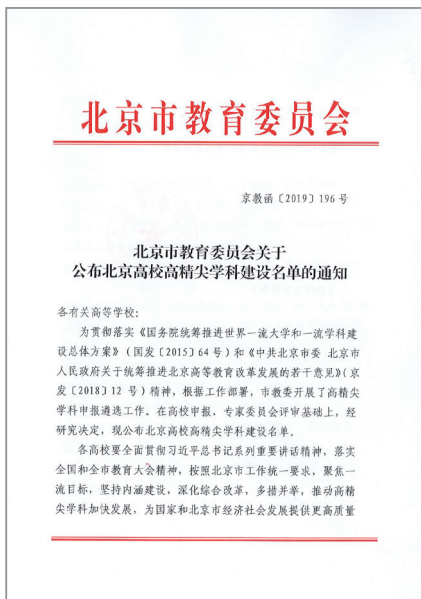 北京市教育委员会
京教函〔2019〕196号
北京市教育委员会关于
公布北京高校高精尖学科建设名单的通知
各有关高等学校：
为贯彻落实《国务院统筹推进世界一流大学和一流学科建
设总体方案》（国发〔2015〕64号）和《中共北京市委 北京市
人民政府关于统筹推进北京高等教育改革发展的若干意见》（京
发〔2018〕12 号）精神，根据工作部署，市教委开展了高精尖
学科申报遴选工作。在高校申报、专家委员会评审基础上，经
研究决定，现公布北京高校高精尖学科建设名单。
各高校要全面贯彻习近平总书记系列重要讲话精神，落实
全国和全市教育大会精神，按照北京市工作统一要求，聚焦一
流目标，坚持内涵建设，深化综合改革，多措并举，推动高精
尖学科加快发展，为国家和北京市经济社会发展提供更高质量